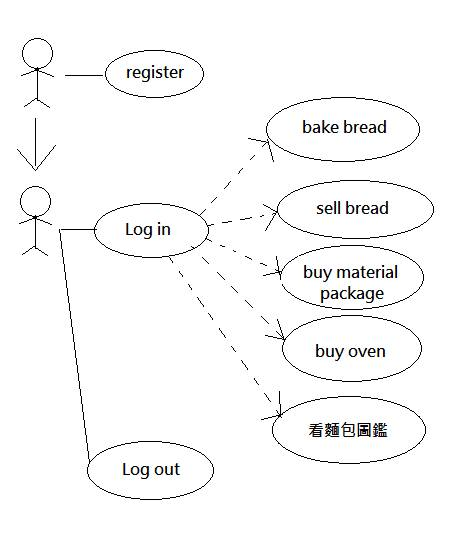 register
bake bread
sell bread
Log in
buy material
package
buy oven
看麵包圖鑑
Log out